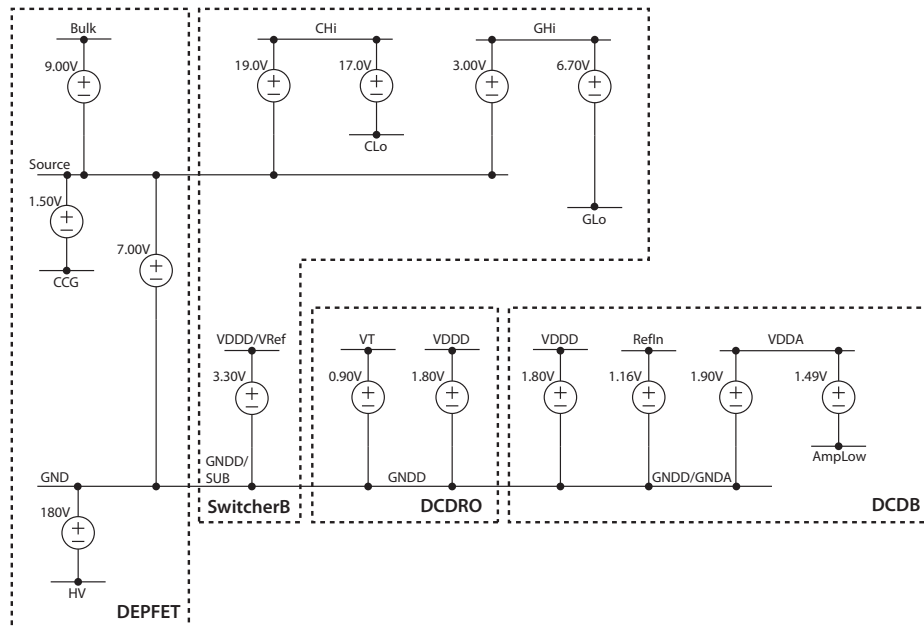 Bulk
CHi
GHi
9.00V
19.0V
17.0V
3.00V
6.70V
CLo
Source
1.50V
GLo
7.00V
CCG
VDDD/VRef
VT
VDDD
VDDD
RefIn
VDDA
3.30V
0.90V
1.80V
1.80V
1.16V
1.90V
1.49V
AmpLow
GND
GNDD/
SUB
GNDD
GNDD/GNDA
SwitcherB
DCDRO
DCDB
180V
HV
DEPFET